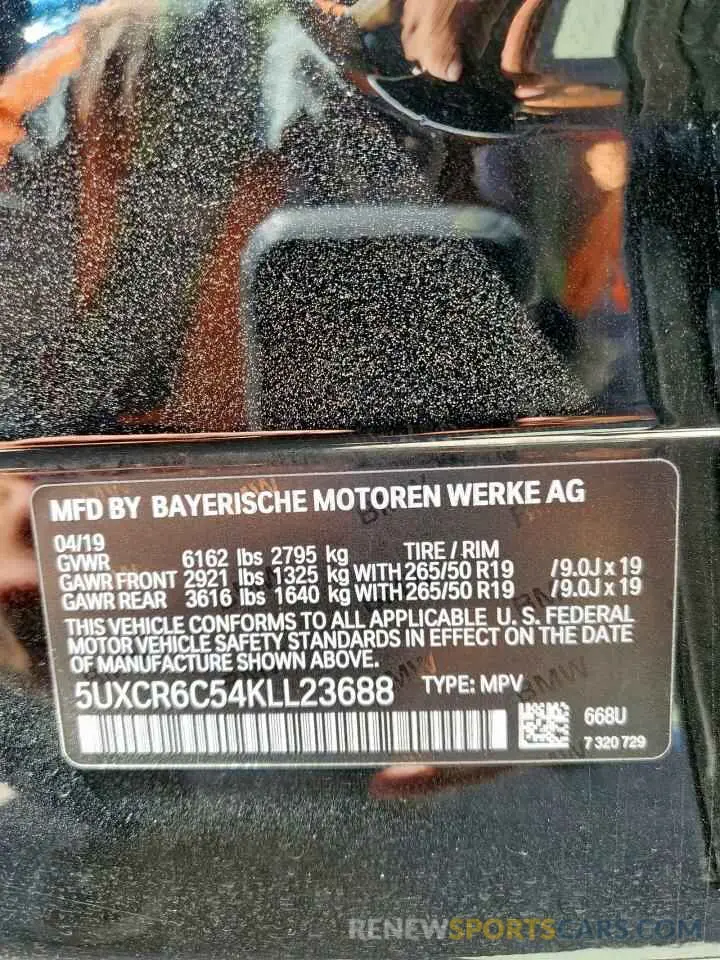 MFD BY BAYERISCHE MOTOREN WERKE AG
04/19
GVWR 6162 lbs 2795 kg TIRE / RIM
GAWR FRONT 2921 lbs 1325 kg WITH 265/50 R19 /9.0J x 19
GAWR REAR 3616 lbs 1640 kg WITH 265/50 R19 /9.0J x 19
THIS VEHICLE CONFORMS TO ALL APPLICABLE U. S. FEDERAL
MOTOR VEHICLE SAFETY STANDARDS IN EFFECT ON THE DATE
OF MANUFACTURE SHOWN ABOVE.
5UXCR6C54KLL23688 TYPE: MPV
668U
7 320 729
RENEWSPORTSCARS.COM